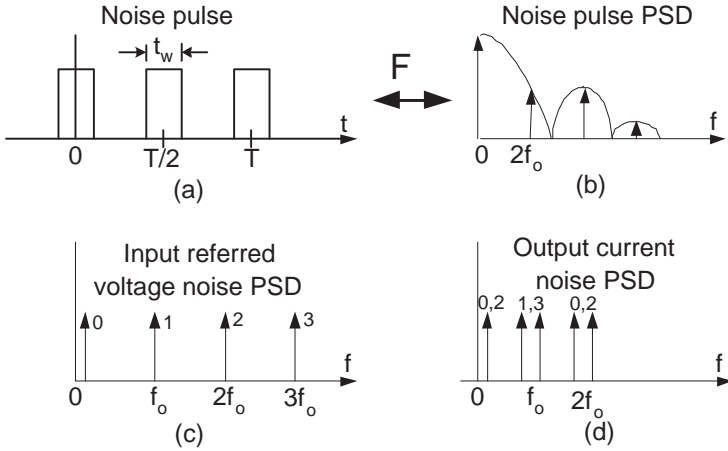 Noise pulse
t_w
t
0
T/2
T
(a)
F
Noise pulse PSD
f
0
2f_o
(b)
Input referred
voltage noise PSD
0
1
2
3
f
0
f_o
2f_o
3f_o
(c)
Output current
noise PSD
0,2
1,3
0,2
f
0
f_o
2f_o
(d)